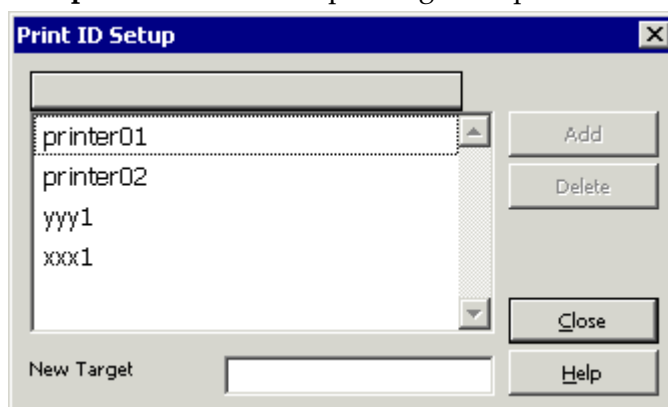 Print ID Setup
printer01
Add
printer02
Delete
yyy1
xxx1
Close
New Target
Help